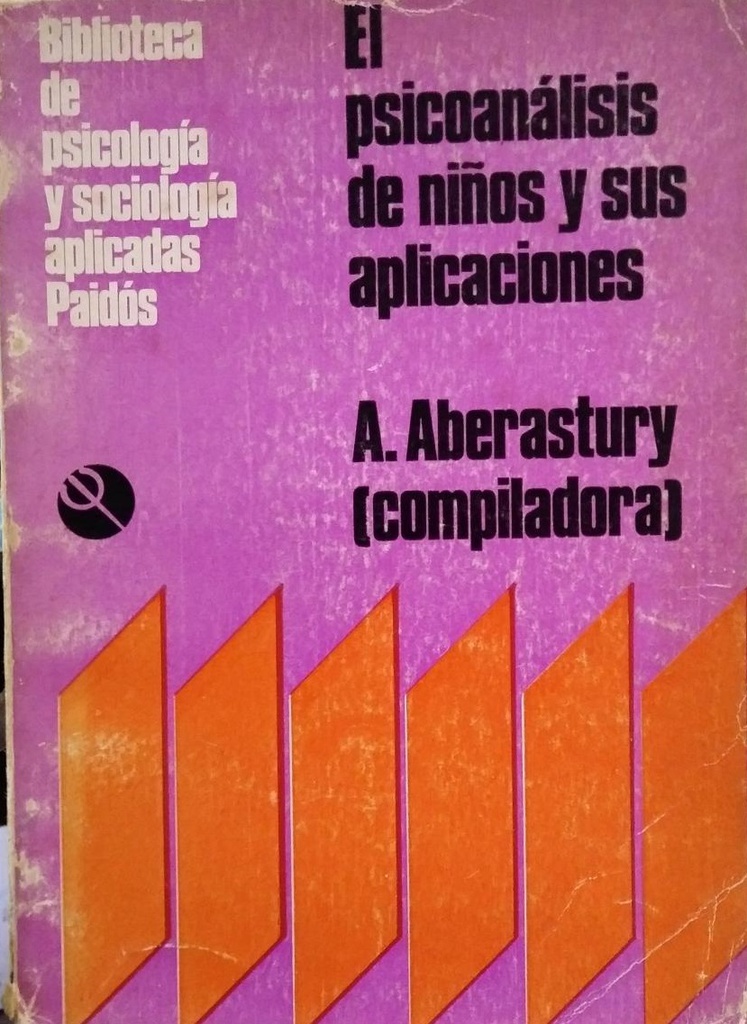 Biblioteca
de
psicología
y sociología
aplicadas
Paidós
El
psicoanálisis
de niños y sus
aplicaciones
A. Aberastury
(compiladora)